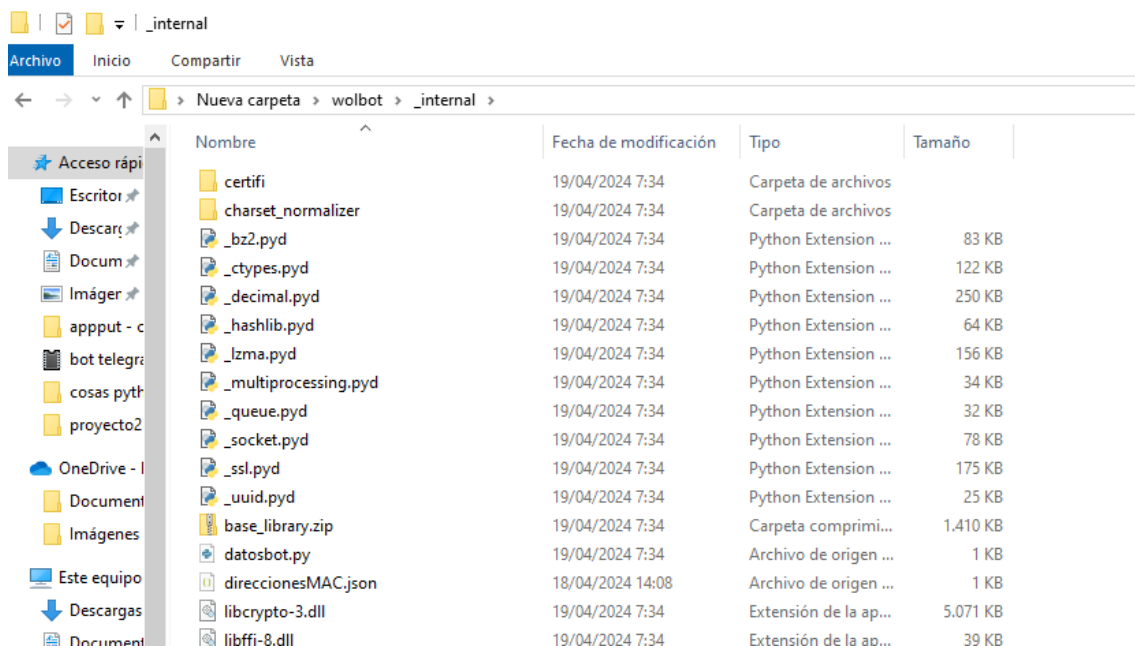 _internal
Archivo Inicio Compartir Vista
Nueva carpeta > wolbot > _internal >
Nombre Fecha de modificación Tipo Tamaño
Acceso rápi
Escritor
Descarg
Docum
Imáger
appput - c
bot telegra
cosas pyth
proyecto2
OneDrive - I
Document
Imágenes
Este equipo
Descargas
Document
certifi 19/04/2024 7:34 Carpeta de archivos
charset_normalizer 19/04/2024 7:34 Carpeta de archivos
_bz2.pyd 19/04/2024 7:34 Python Extension ... 83 KB
_ctypes.pyd 19/04/2024 7:34 Python Extension ... 122 KB
_decimal.pyd 19/04/2024 7:34 Python Extension ... 250 KB
_hashlib.pyd 19/04/2024 7:34 Python Extension ... 64 KB
_lzma.pyd 19/04/2024 7:34 Python Extension ... 156 KB
_multiprocessing.pyd 19/04/2024 7:34 Python Extension ... 34 KB
_queue.pyd 19/04/2024 7:34 Python Extension ... 32 KB
_socket.pyd 19/04/2024 7:34 Python Extension ... 78 KB
_ssl.pyd 19/04/2024 7:34 Python Extension ... 175 KB
_uuid.pyd 19/04/2024 7:34 Python Extension ... 25 KB
base_library.zip 19/04/2024 7:34 Carpeta comprimi... 1.410 KB
datosbot.py 19/04/2024 7:34 Archivo de origen ... 1 KB
direccionesMAC.json 18/04/2024 14:08 Archivo de origen ... 1 KB
libcrypto-3.dll 19/04/2024 7:34 Extensión de la ap... 5.071 KB
libffi-8.dll 19/04/2024 7:34 Extensión de la ap... 39 KB